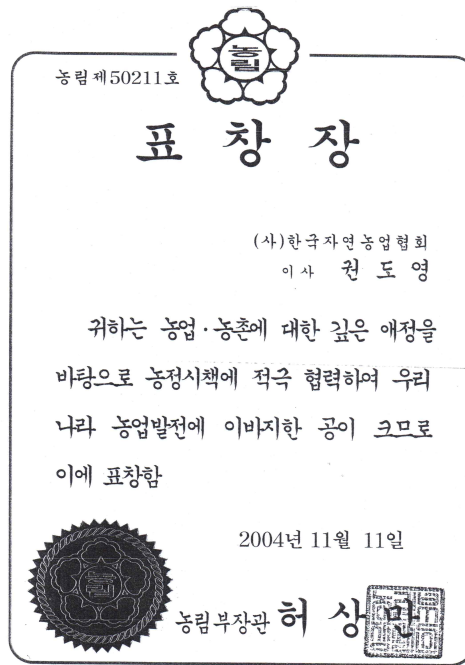 농림
농림 제50211호
표 창 장
(사)한국자연농업협회
이사 권 도 영
귀하는 농업·농촌에 대한 깊은 애정을
바탕으로 농정시책에 적극 협력하여 우리
나라 농업발전에 이바지한 공이 크므로
이에 표창함
2004년 11월 11일
농림
농림부장관 허 상 만